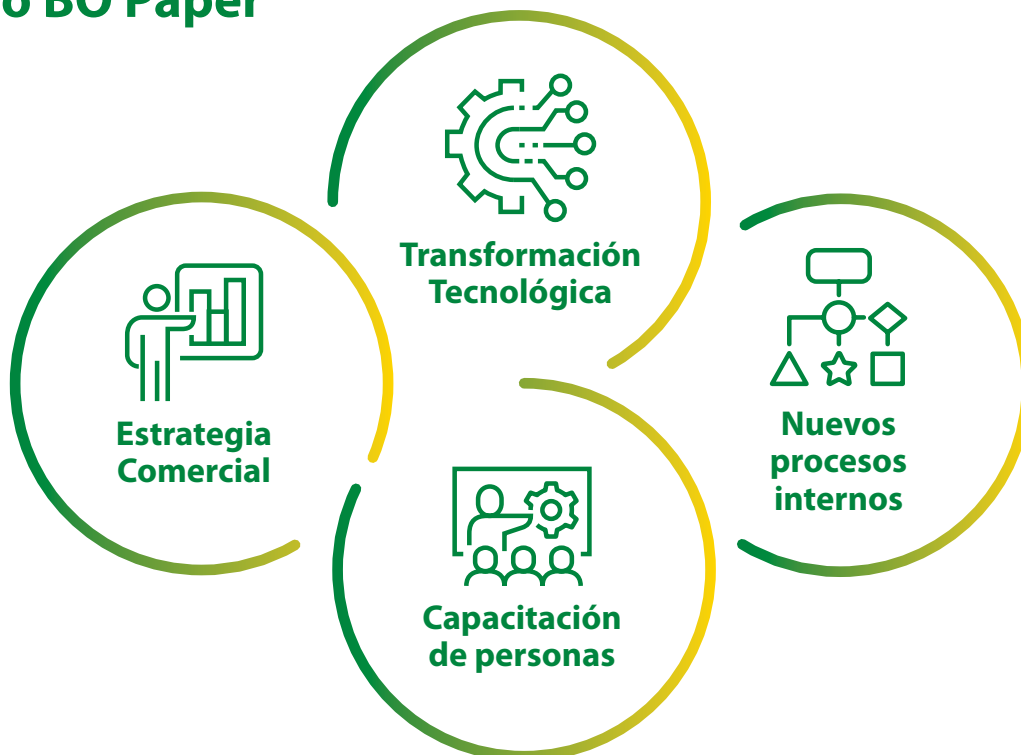 o BO Paper
Transformación
Tecnológica
Estrategia
Comercial
Nuevos
procesos
internos
Capacitación
de personas